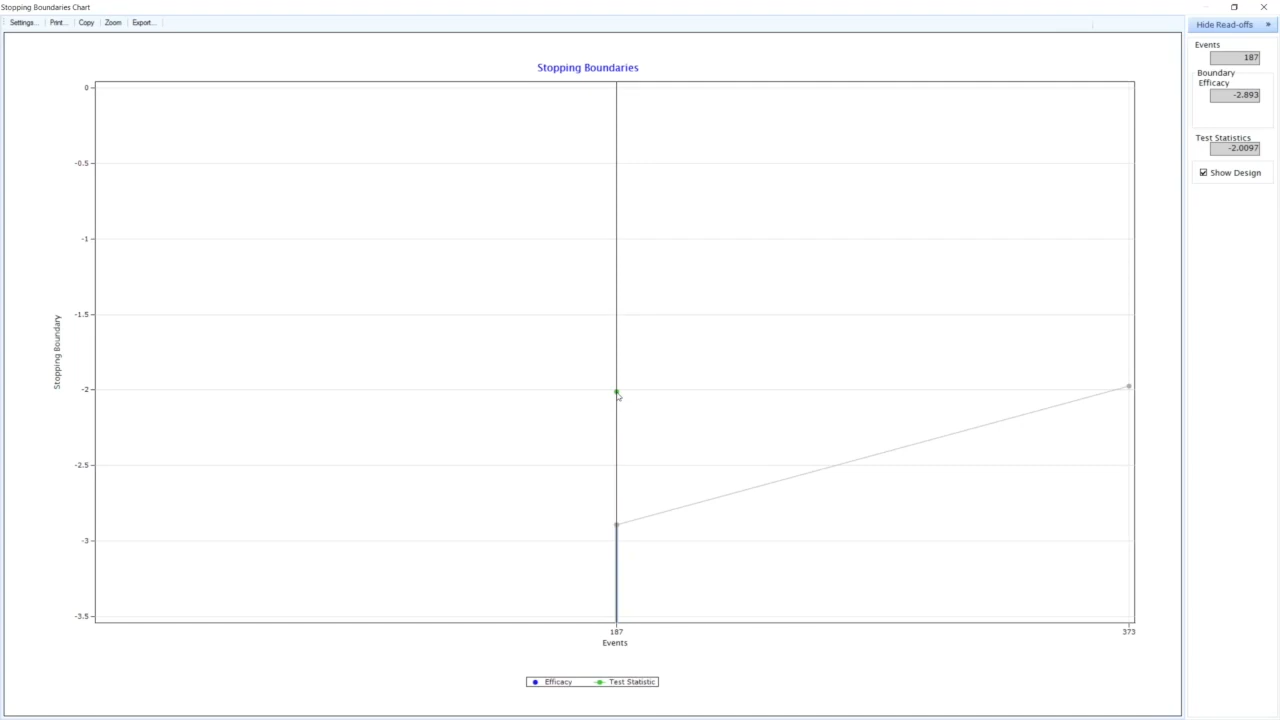 Stopping Boundaries Chart
Settings... Print... Copy Zoom Export...
Hide Read-offs »
Events
187
Boundary
Efficacy
-2.893
Test Statistics
-2.0097
Show Design
Stopping Boundaries
0
-0.5
-1
-1.5
-2
-2.5
-3
-3.5
Stopping Boundary
187
373
Events
Efficacy
Test Statistic